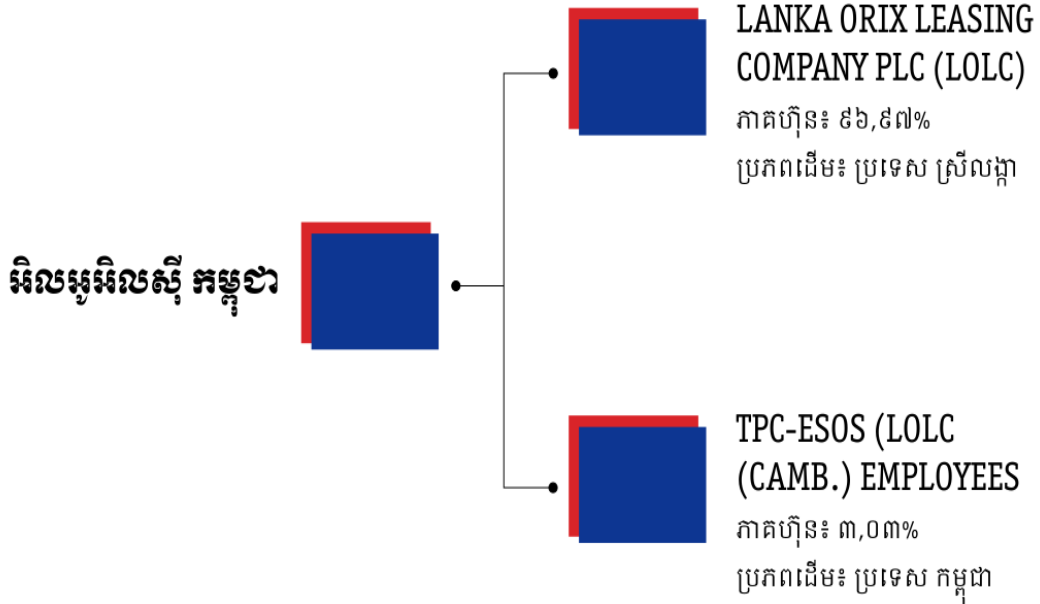 LANKA ORIX LEASING
COMPANY PLC (LOLC)
ភាគហ៊ុន៖ ៩៦,៩៧%
ប្រភពដើម៖ ប្រទេស ស្រីលង្កា
អិលអូអិលស៊ី កម្ពុជា
TPC-ESOS (LOLC
(CAMB.) EMPLOYEES
ភាគហ៊ុន៖ ៣,០៣%
ប្រភពដើម៖ ប្រទេស កម្ពុជា